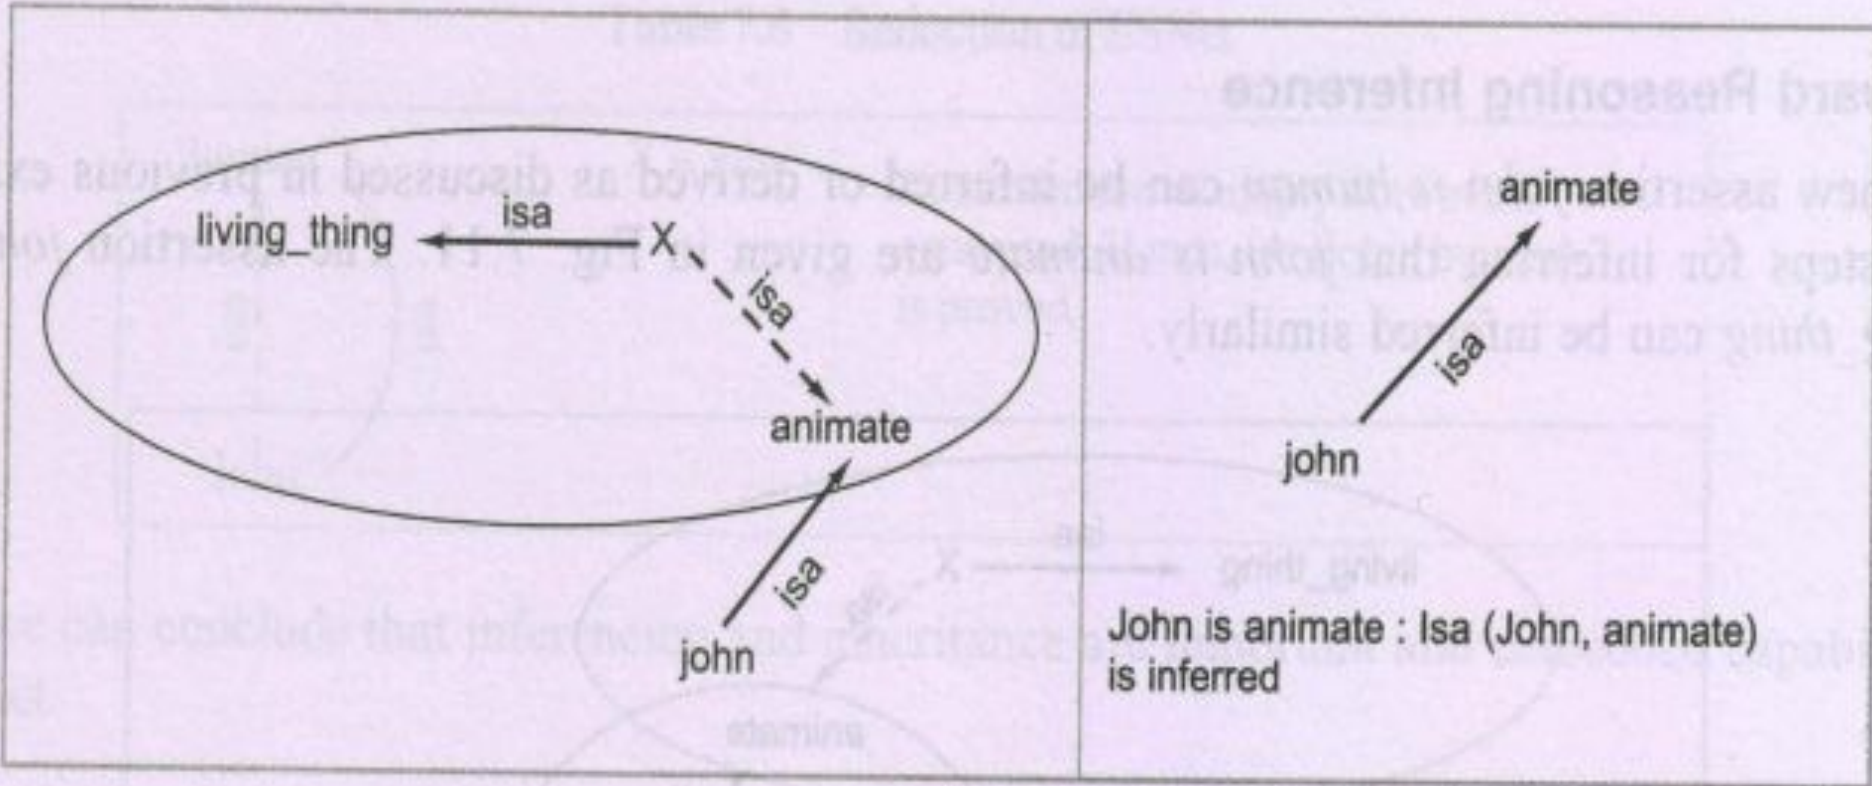 living_thing
isa
X
isa
animate
isa
john
animate
isa
john
John is animate : Isa (John, animate)
is inferred